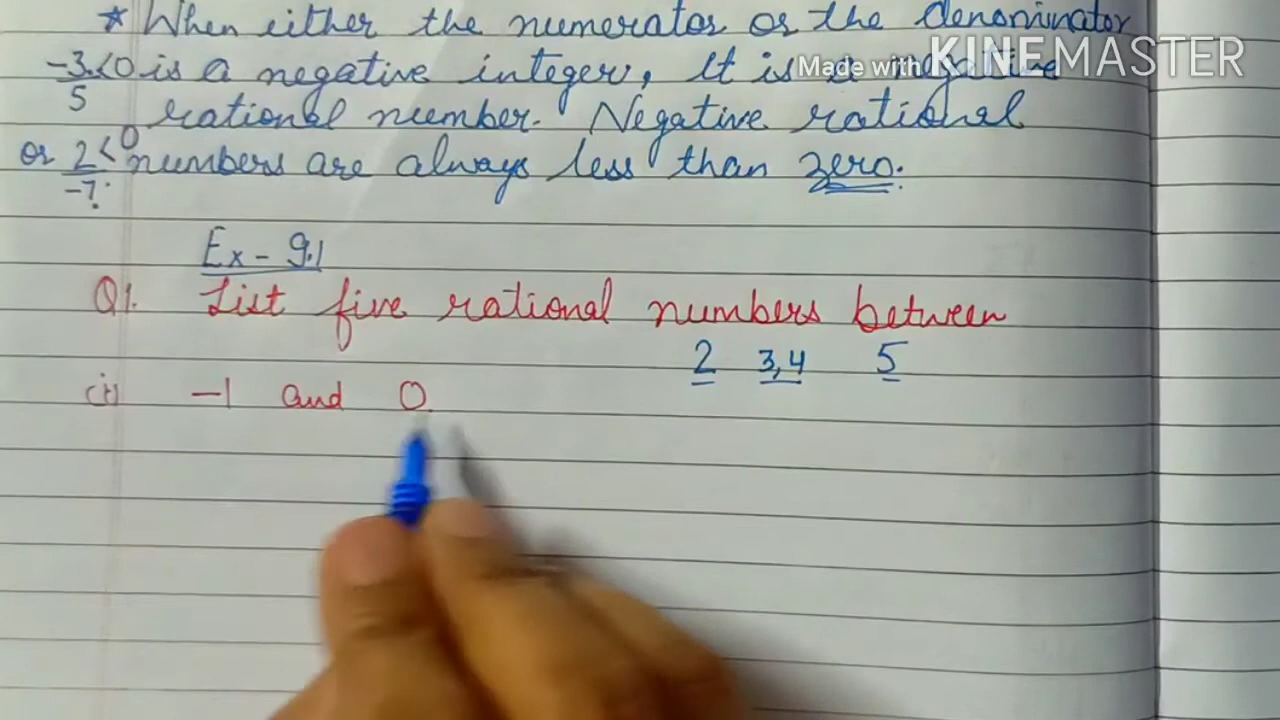 * When either the numerator or the denominator
-3/5 < 0 is a negative integer, It is a negative
Made with KINEMASTER
rational number. Negative rational
or 2/-7 < 0 numbers are always less than zero.
Ex - 9.1
Q1. List five rational numbers between
2 3,4 5
(i) -1 and 0